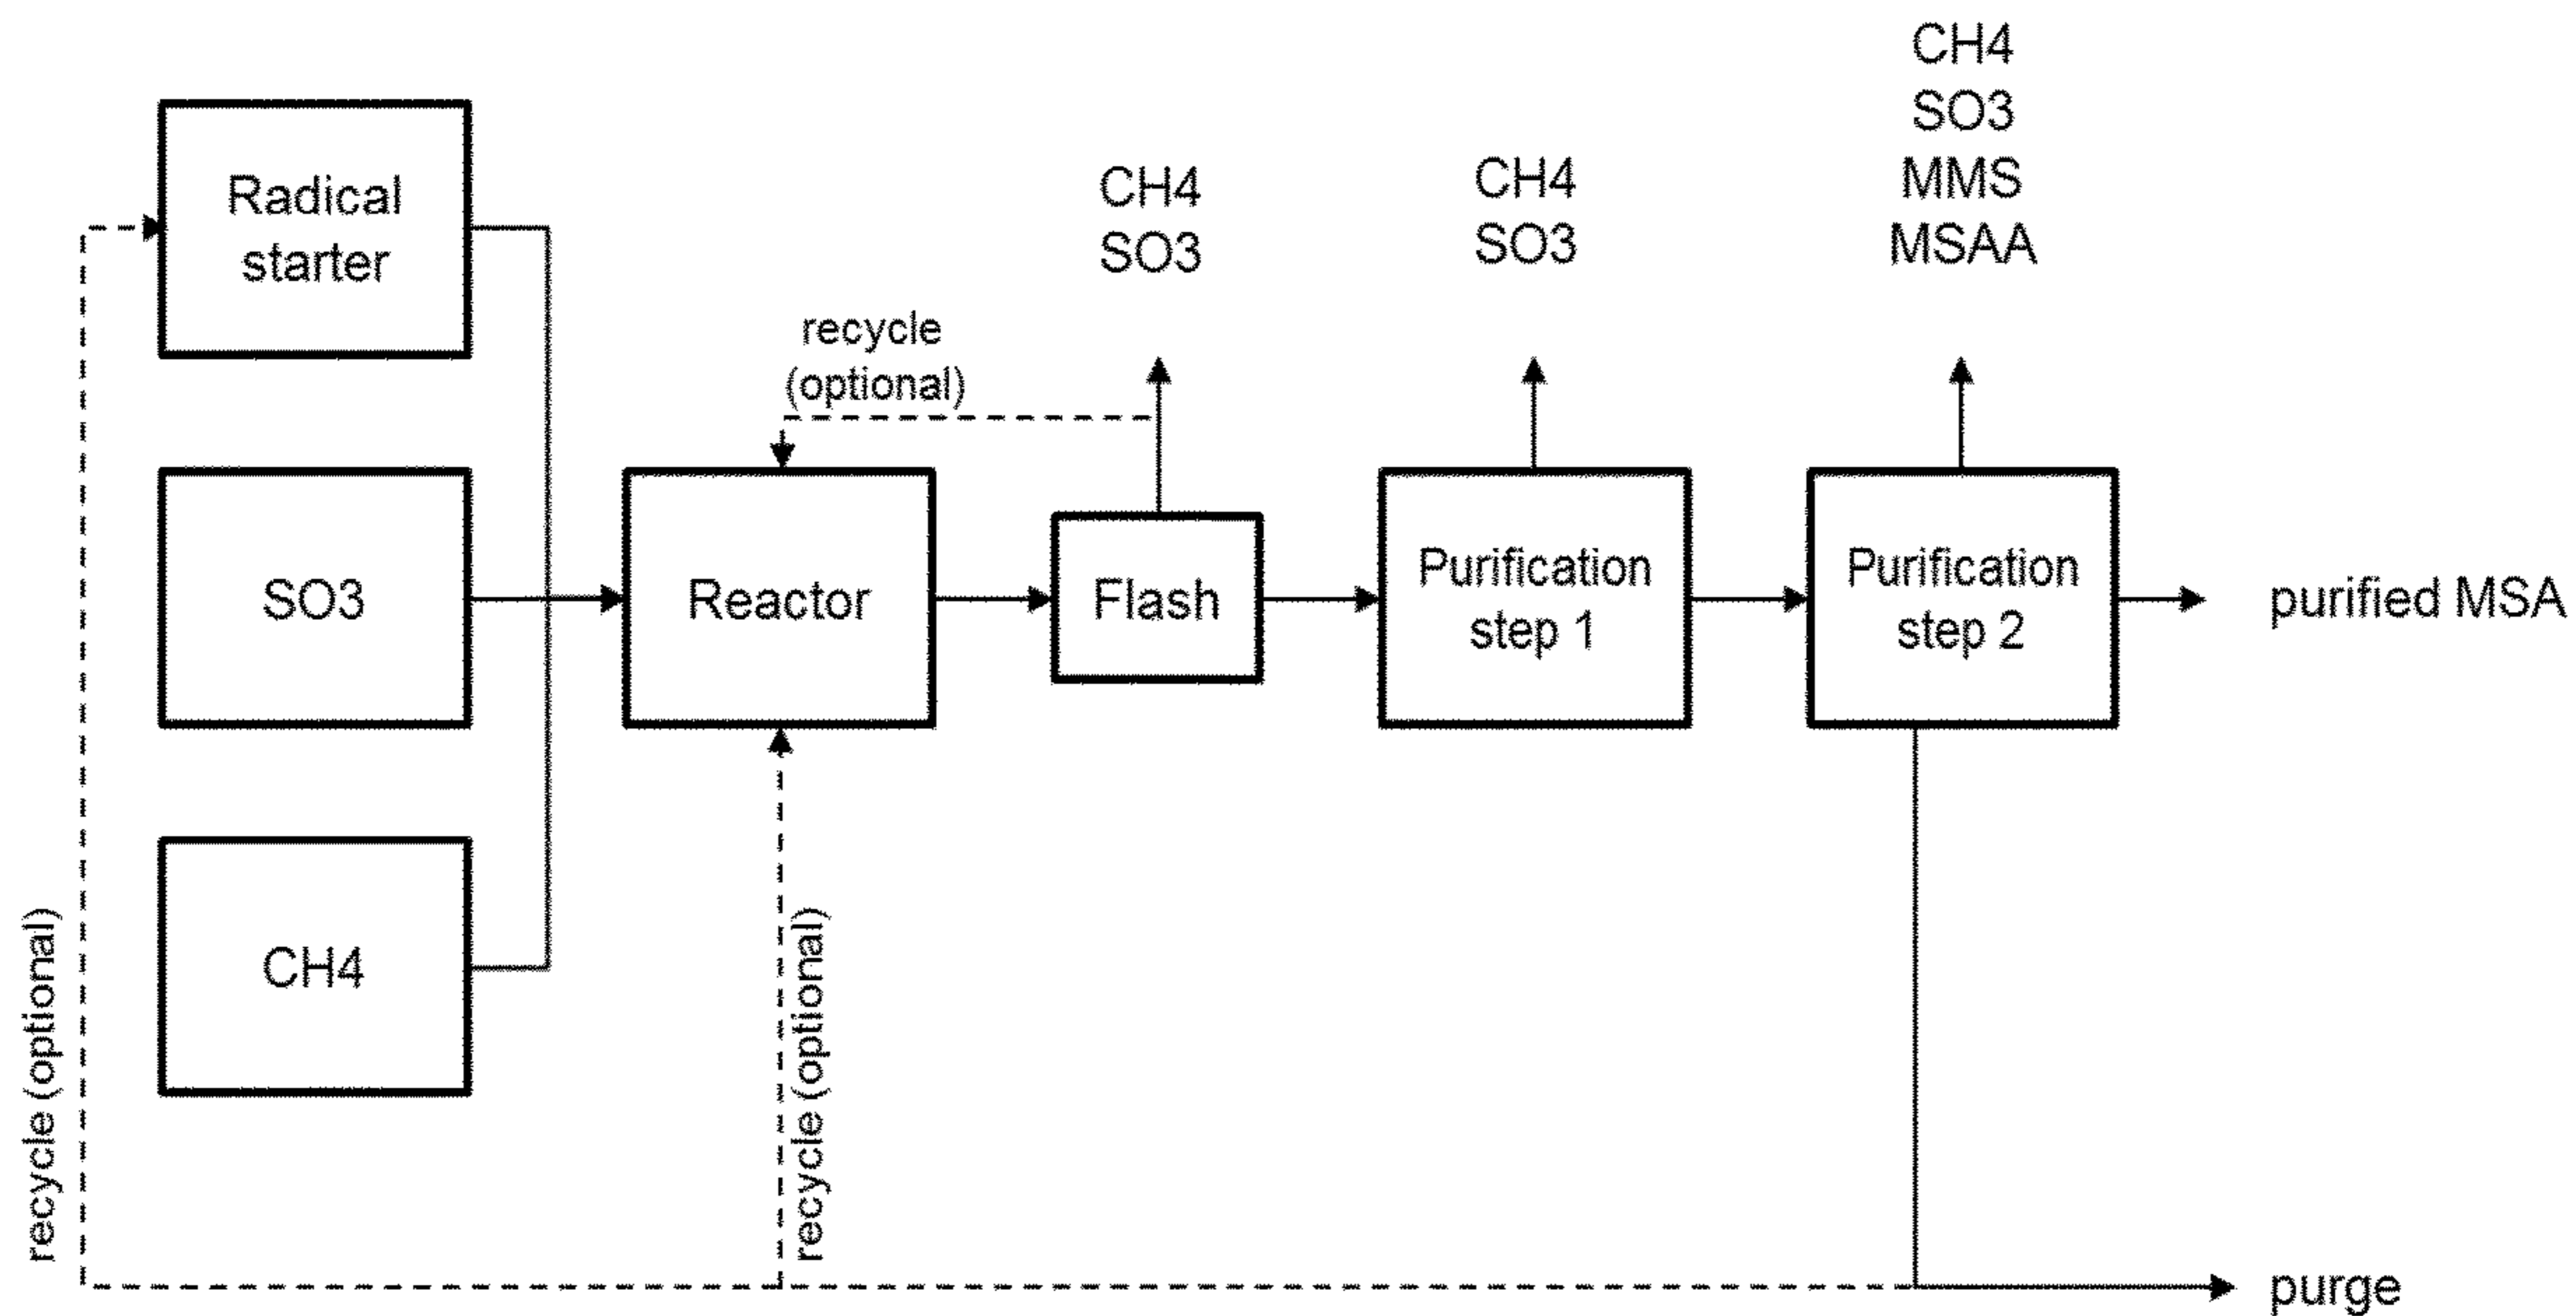 CH4
SO3
MMS
MSAA
CH4
SO3
CH4
SO3
Radical
starter
recycle
(optional)
SO3
Reactor
Flash
Purification
step 1
Purification
step 2
purified MSA
CH4
recycle (optional)
recycle (optional)
purge